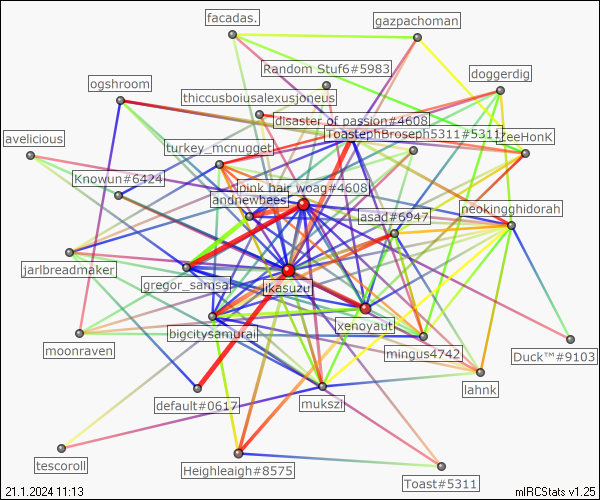 facadas.
gazpachoman
Random Stuf6#5983
doggerdig
ogshroom
thiccusboiusalexusjoneus
disaster of passion#4608
ToastephBroseph5311#5311
ZeeHonK
avelicious
turkey_mcnugget
Knowun#6424
pink hair woag#4608
andnewbees
asad#6947
neokingghidorah
jarlbreadmaker
gregor_samsa
ikasuzu
xenoyaut
bigcitysamurai
moonraven
mingus4742
Duck™#9103
lahnk
default#0617
mukszi
tescoroll
Heighleaigh#8575
Toast#5311
21.1.2024 11:13
mIRCStats v1.25